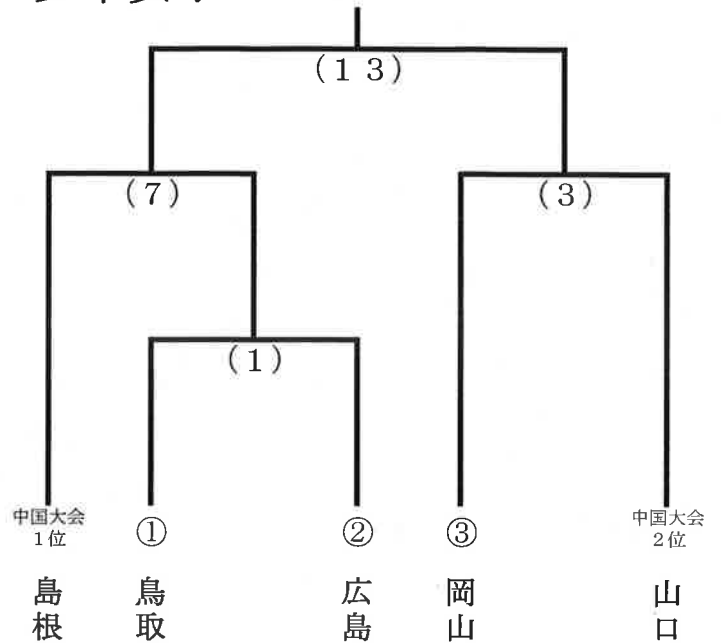 (13)
(7)
(3)
(1)
中国大会
1位
①
②
③
中国大会
2位
島根
鳥取
広島
岡山
山口